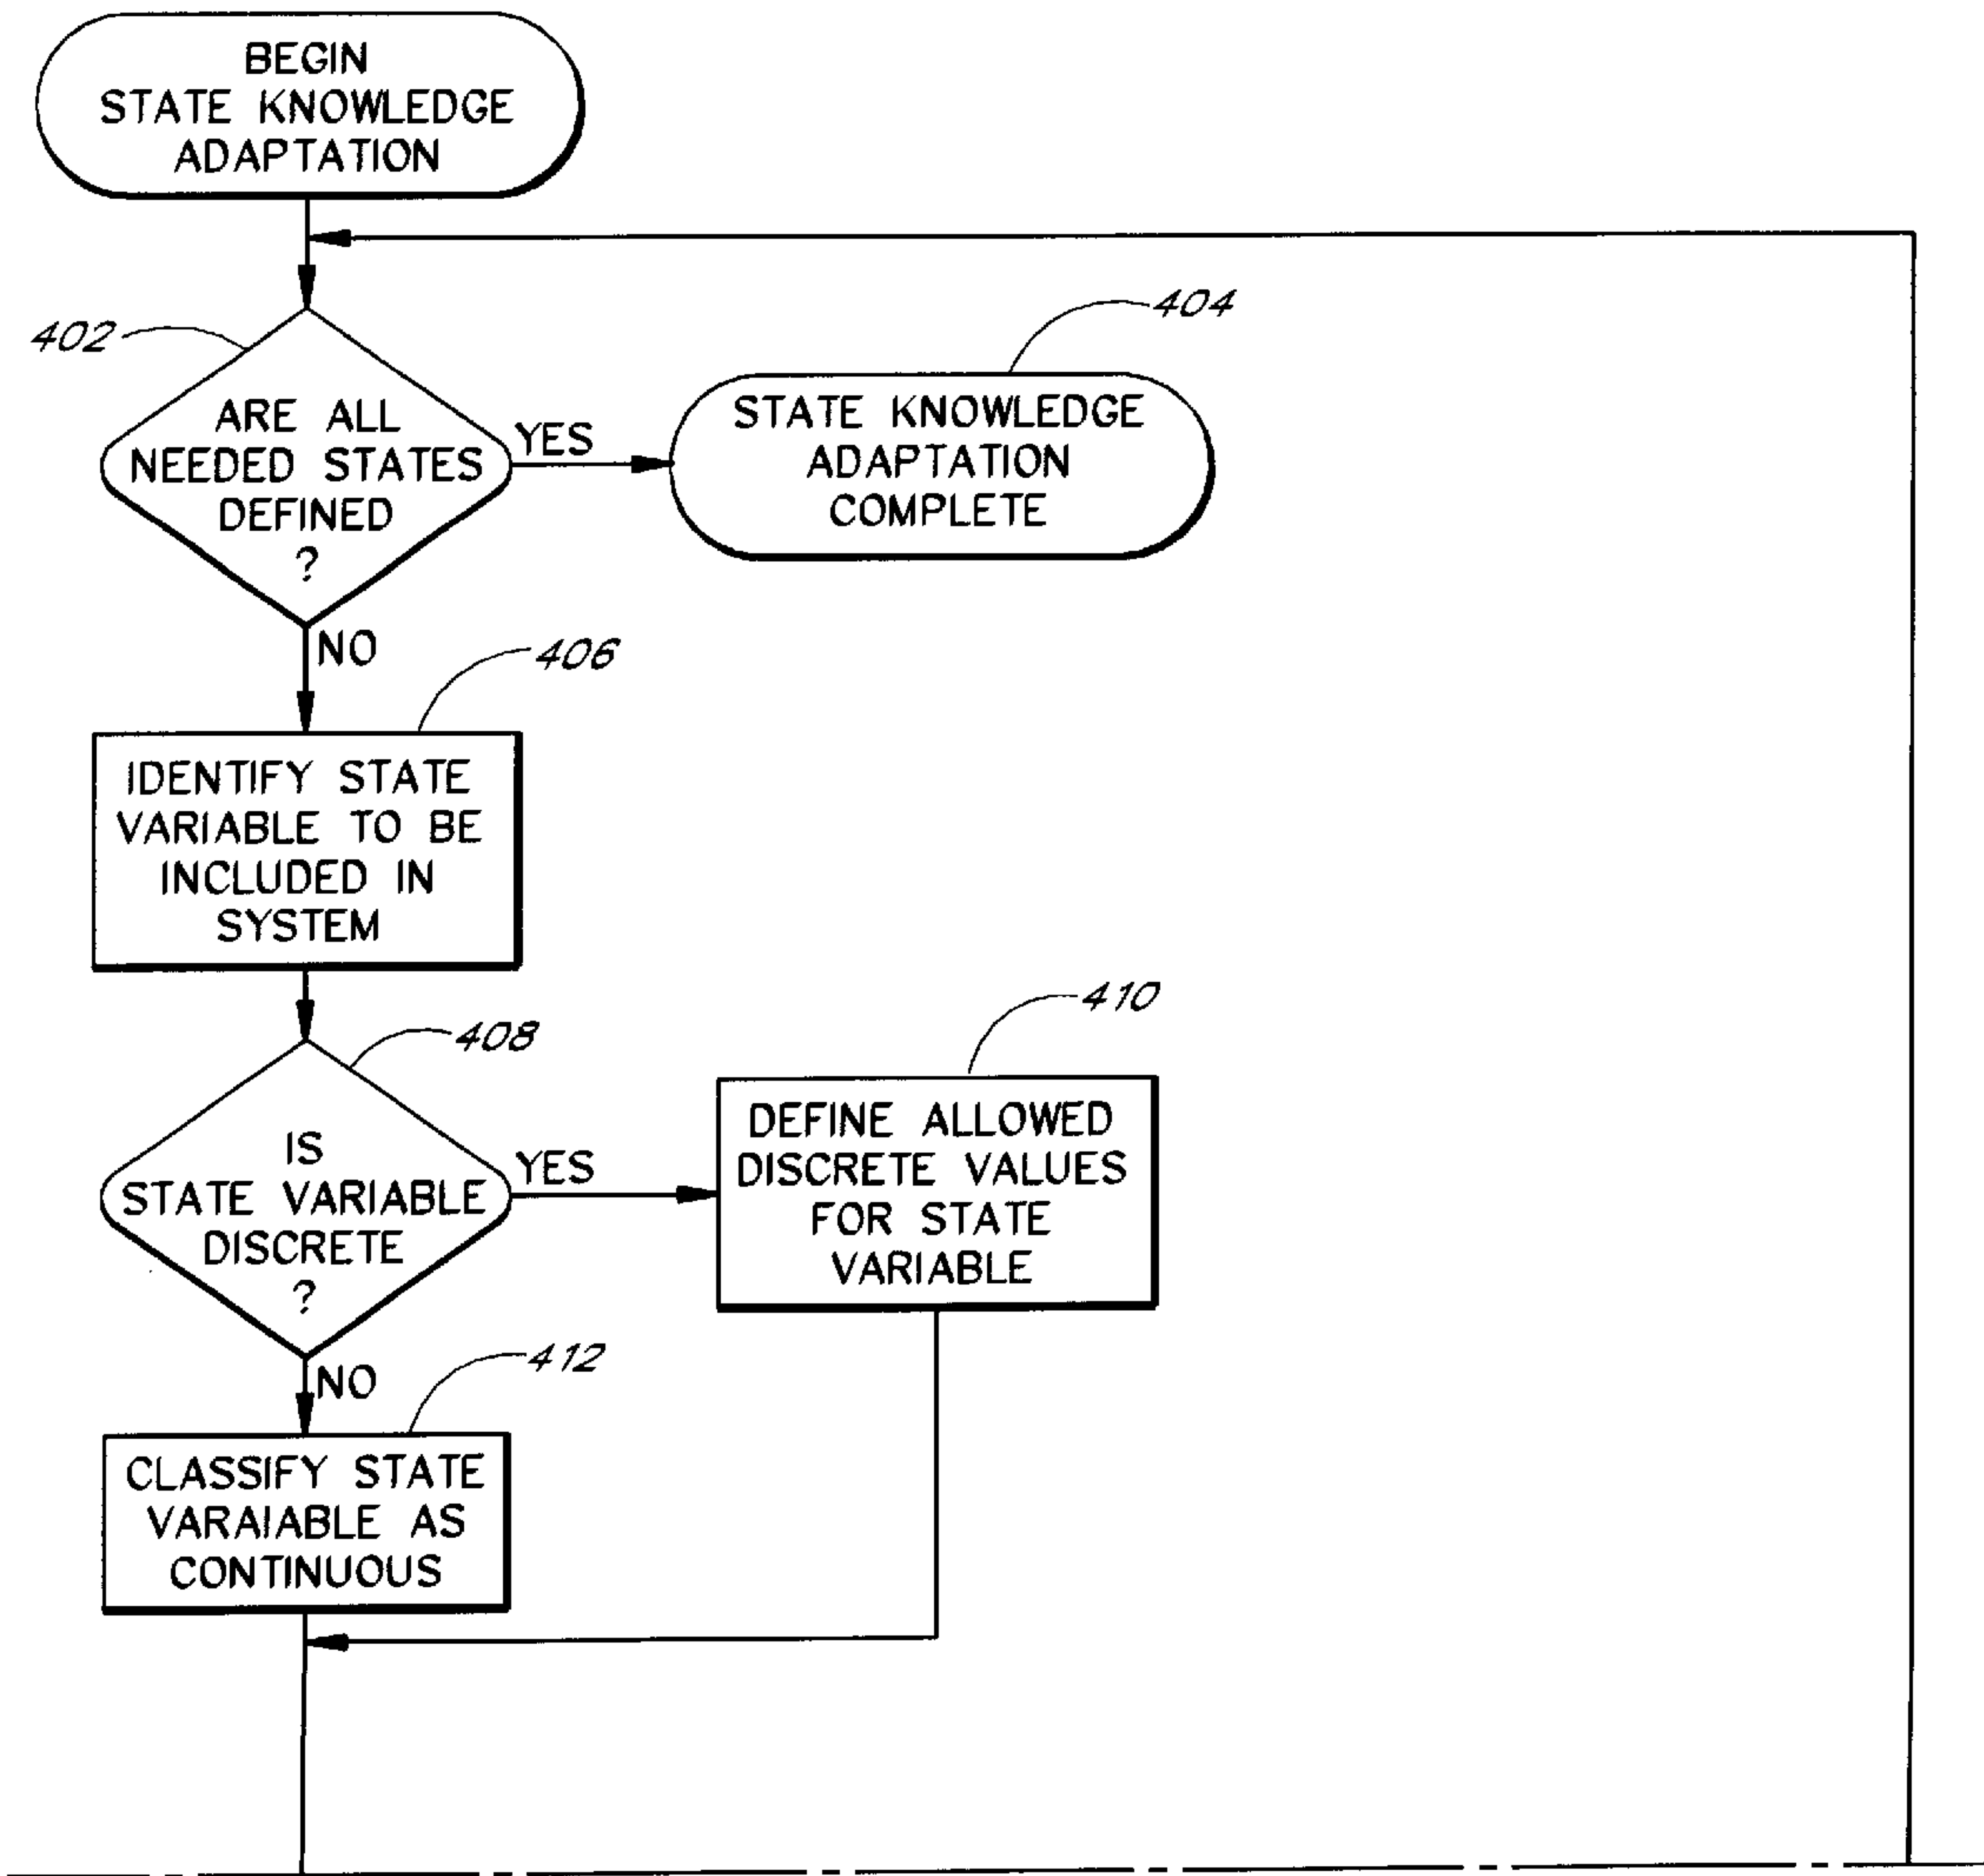 BEGIN
STATE KNOWLEDGE
ADAPTATION
402
ARE ALL
NEEDED STATES
DEFINED
?
YES
404
STATE KNOWLEDGE
ADAPTATION
COMPLETE
NO
406
IDENTIFY STATE
VARIABLE TO BE
INCLUDED IN
SYSTEM
408
IS
STATE VARIABLE
DISCRETE
?
YES
410
DEFINE ALLOWED
DISCRETE VALUES
FOR STATE
VARIABLE
NO
412
CLASSIFY STATE
VARAIABLE AS
CONTINUOUS